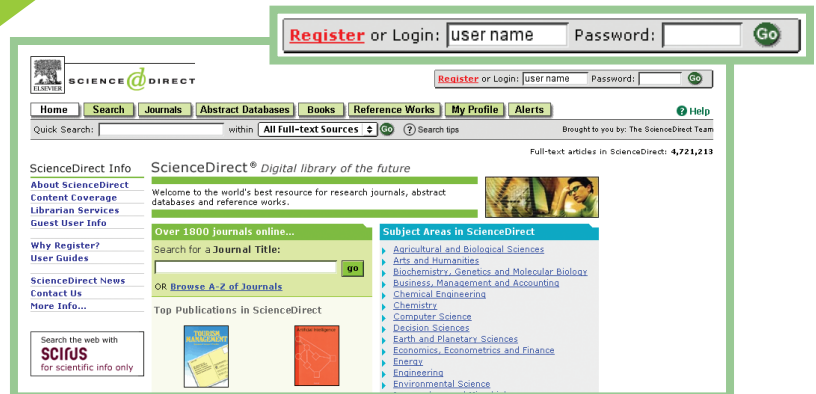 Register or Login: user name Password: Go
ELSEVIER SCIENCE @ DIRECT
Register or Login: user name Password: Go
Home Search Journals Abstract Databases Books Reference Works My Profile Alerts ? Help
Quick Search: within All Full-text Sources Go ? Search tips Brought to you by: The ScienceDirect Team
Full-text articles in ScienceDirect: 4,721,213
ScienceDirect Info
About ScienceDirect
Content Coverage
Librarian Services
Guest User Info
Why Register?
User Guides
ScienceDirect News
Contact Us
More Info...
Search the web with
SCIRUS
for scientific info only
ScienceDirect® Digital library of the future
Welcome to the world's best resource for research journals, abstract
databases and reference works.
Over 1800 journals online...
Search for a Journal Title:
go
OR Browse A-Z of Journals
Top Publications in ScienceDirect
TOURISM
MANAGEMENT
Artificial Intelligence
Subject Areas in ScienceDirect
Agricultural and Biological Sciences
Arts and Humanities
Biochemistry, Genetics and Molecular Biology
Business, Management and Accounting
Chemical Engineering
Chemistry
Computer Science
Decision Sciences
Earth and Planetary Sciences
Economics, Econometrics and Finance
Energy
Engineering
Environmental Science